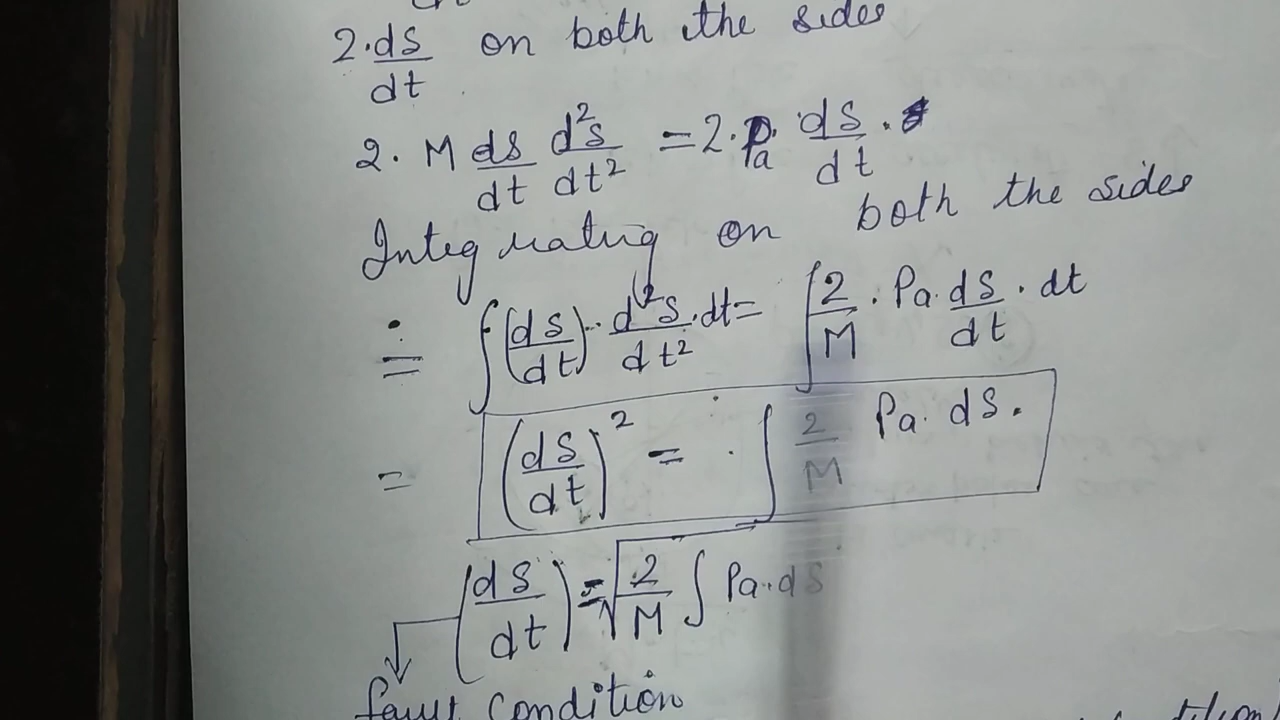 2. ds/dt on both the sides
2. M ds/dt d²s/dt² = 2. Pa ds/dt.
Integrating on both the sides
∴ = ∫(ds/dt). d²s/dt² .dt = ∫2/M . Pa. ds/dt . dt
= (ds/dt)² = . ∫ 2/M Pa. ds.
(ds/dt) = √2/M ∫ Pa.ds
condition